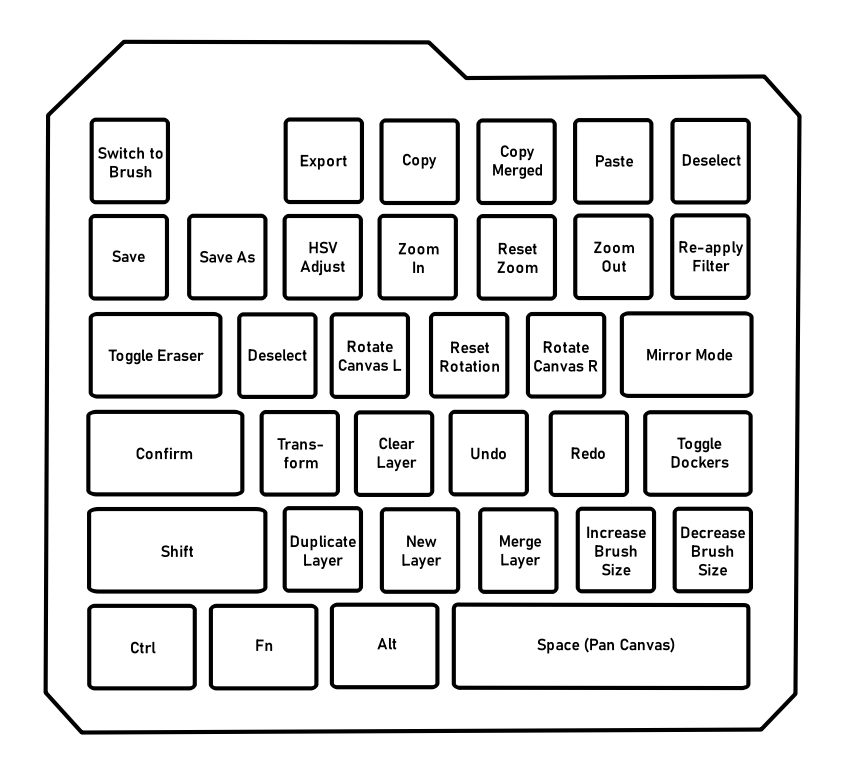 Switch to
Brush
Export
Copy
Copy
Merged
Paste
Deselect
Save
Save As
HSV
Adjust
Zoom
In
Reset
Zoom
Zoom
Out
Re-apply
Filter
Toggle Eraser
Deselect
Rotate
Canvas L
Reset
Rotation
Rotate
Canvas R
Mirror Mode
Confirm
Trans-
form
Clear
Layer
Undo
Redo
Toggle
Dockers
Shift
Duplicate
Layer
New
Layer
Merge
Layer
Increase
Brush
Size
Decrease
Brush
Size
Ctrl
Fn
Alt
Space (Pan Canvas)